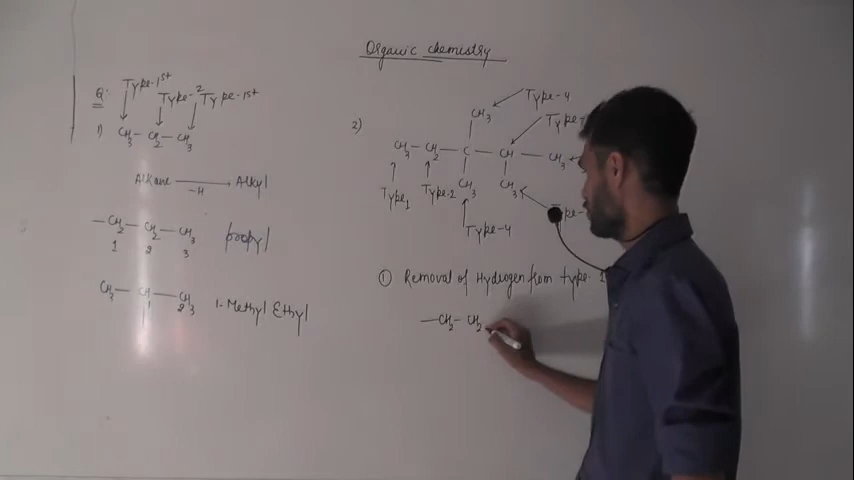 Organic chemistry
Q:
Type-1st
Type-2
Type-1st
1) CH3 - CH2 - CH3
Alkane → Alkyl
-H
- CH2 - CH2 - CH3
1 2 3
propyl
CH3 - CH - CH3
1 2 3
1-Methyl Ethyl
2)
Type-4
CH3
Type-
CH3 - CH2 - C - CH - CH3
CH3 CH3
Type1
Type-2
Type-4
① Removal of Hydrogen from type-1
- CH2 - CH2